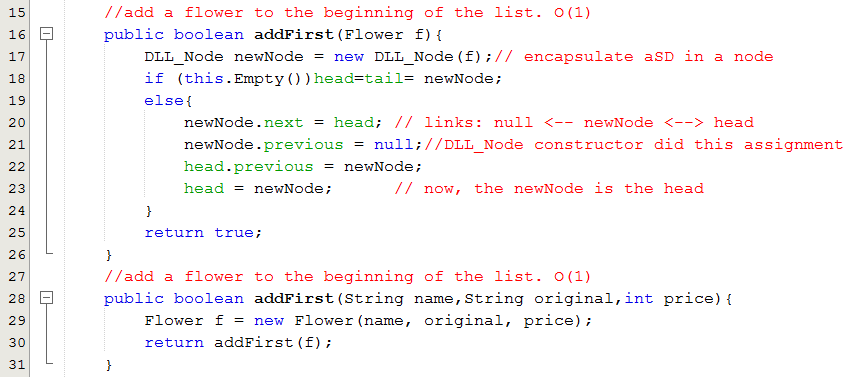 15 //add a flower to the beginning of the list. O(1)
16 public boolean addFirst(Flower f){
17 DLL_Node newNode = new DLL_Node(f);// encapsulate aSD in a node
18 if (this.Empty())head=tail= newNode;
19 else{
20 newNode.next = head; // links: null <-- newNode <--> head
21 newNode.previous = null;//DLL_Node constructor did this assignment
22 head.previous = newNode;
23 head = newNode; // now, the newNode is the head
24 }
25 return true;
26 }
27 //add a flower to the beginning of the list. O(1)
28 public boolean addFirst(String name,String original,int price){
29 Flower f = new Flower(name, original, price);
30 return addFirst(f);
31 }